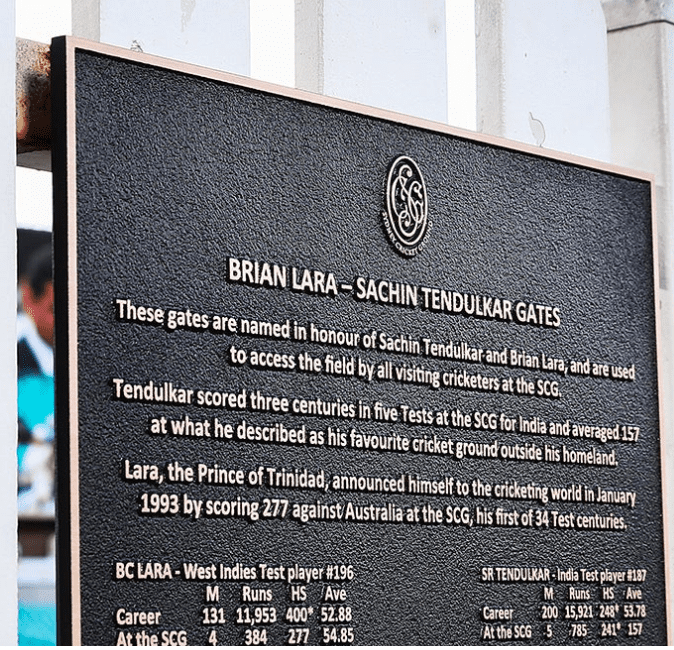 SYDNEY CRICKET
BRIAN LARA – SACHIN TENDULKAR GATES
These gates are named in honour of Sachin Tendulkar and Brian Lara, and are used
to access the field by all visiting cricketers at the SCG.
Tendulkar scored three centuries in five Tests at the SCG for India and averaged 157
at what he described as his favourite cricket ground outside his homeland.
Lara, the Prince of Trinidad, announced himself to the cricketing world in January
1993 by scoring 277 against Australia at the SCG, his first of 34 Test centuries.
BC LARA - West Indies Test player #196
M Runs HS Ave
Career 131 11,953 400* 52.88
At the SCG 4 384 277 54.85
SR TENDULKAR - India Test player #187
M Runs HS Ave
Career 200 15,921 248* 53.78
At the SCG 5 785 241* 157